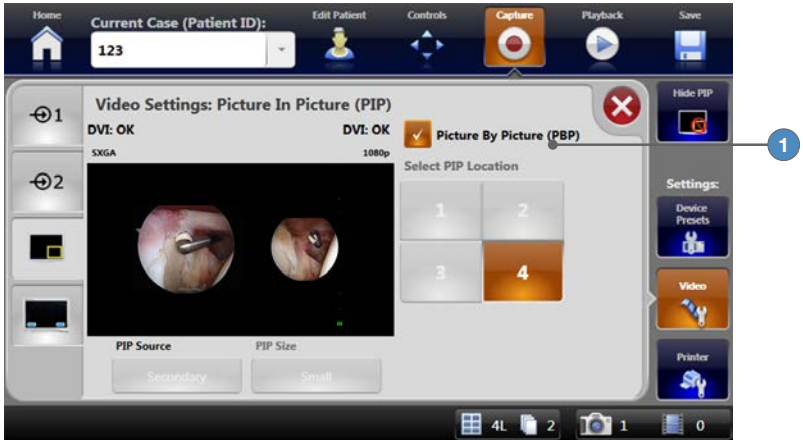 Home
Current Case (Patient ID):
Edit Patient
Controls
Capture
Playback
Save
123
Video Settings: Picture In Picture (PIP)
Hide PIP
1
DVI: OK
DVI: OK
Picture By Picture (PBP)
1
SXGA
1080p
Select PIP Location
2
Settings:
1
2
Device
Presets
3
4
Video
PIP Source
PIP Size
Secondary
Small
Printer
4L
2
1
0